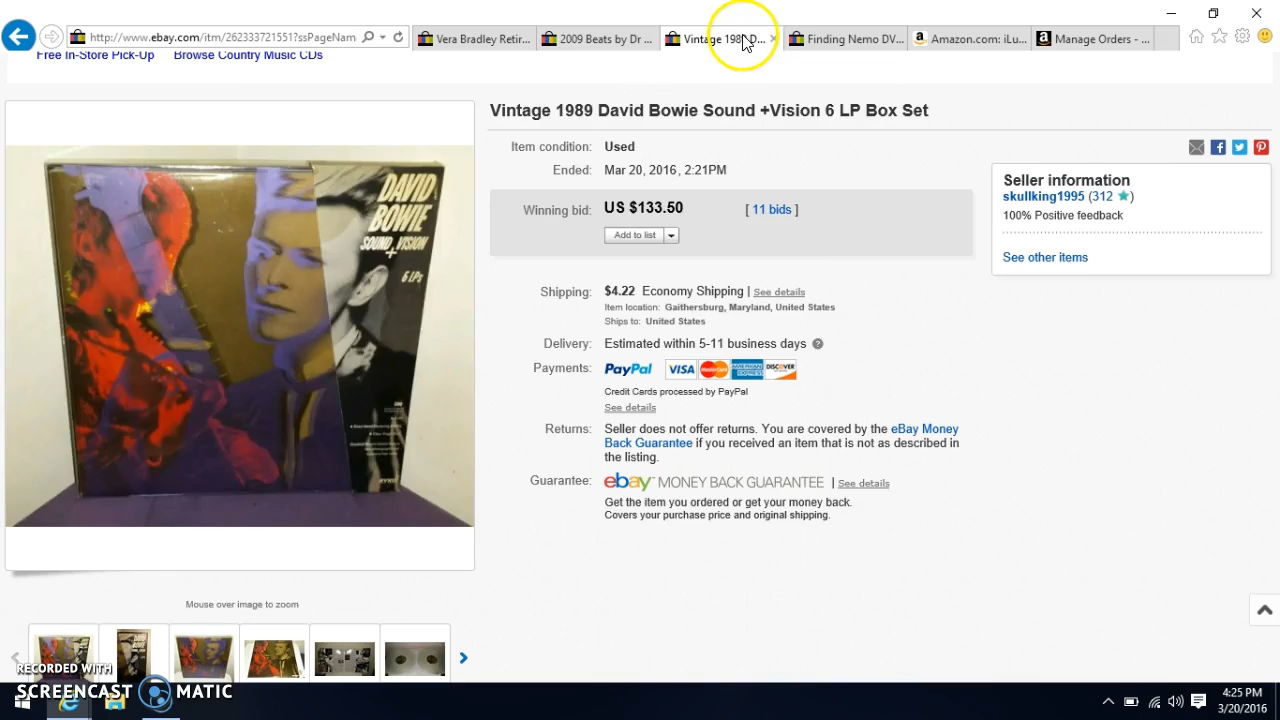 http://www.ebay.com/itm/262333721551?ssPageNam
Vera Bradley Retir...
2009 Beats by Dr ...
Vintage 1989 D...
Finding Nemo DV...
Amazon.com: iLu...
Manage Orders - ...
Free In-Store Pick-Up Browse Country Music CDs
Vintage 1989 David Bowie Sound +Vision 6 LP Box Set
Item condition: Used
Ended: Mar 20, 2016 , 2:21PM
Winning bid: US $133.50 [ 11 bids ]
Add to list
Shipping: $4.22 Economy Shipping | See details
Item location: Gaithersburg, Maryland, United States
Ships to: United States
Delivery: Estimated within 5-11 business days
Payments: PayPal VISA MasterCard AMERICAN EXPRESS DISCOVER
Credit Cards processed by PayPal
See details
Returns: Seller does not offer returns. You are covered by the eBay Money
Back Guarantee if you received an item that is not as described in
the listing.
Guarantee: ebay MONEY BACK GUARANTEE | See details
Get the item you ordered or get your money back.
Covers your purchase price and original shipping.
Seller information
skullking1995 (312 )
100% Positive feedback
See other items
DAVID
BOWIE
SOUND + VISION
6 LPs
Mouse over image to zoom
RECORDED WITH
SCREENCAST MATIC
4:25 PM
3/20/2016